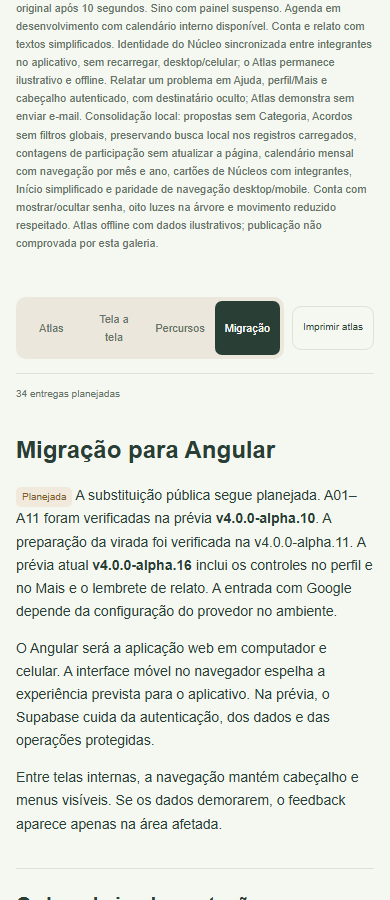 original após 10 segundos. Sino com painel suspenso. Agenda em
desenvolvimento com calendário interno disponível. Conta e relato com
textos simplificados. Identidade do Núcleo sincronizada entre integrantes
no aplicativo, sem recarregar, desktop/celular; o Atlas permanece
ilustrativo e offline. Relatar um problema em Ajuda, perfil/Mais e
cabeçalho autenticado, com destinatário oculto; Atlas demonstra sem
enviar e-mail. Consolidação local: propostas sem Categoria, Acordos
sem filtros globais, preservando busca local nos registros carregados,
contagens de participação sem atualizar a página, calendário mensal
com navegação por mês e ano, cartões de Núcleos com integrantes,
Início simplificado e paridade de navegação desktop/mobile. Conta com
mostrar/ocultar senha, oito luzes na árvore e movimento reduzido
respeitado. Atlas offline com dados ilustrativos; publicação não
comprovada por esta galeria.
Atlas
Tela a
tela
Percursos
Migração
Imprimir atlas
34 entregas planejadas
Migração para Angular
Planejada A substituição pública segue planejada. A01–
A11 foram verificadas na prévia v4.0.0-alpha.10. A
preparação da virada foi verificada na v4.0.0-alpha.11. A
prévia atual v4.0.0-alpha.16 inclui os controles no perfil e
no Mais e o lembrete de relato. A entrada com Google
depende da configuração do provedor no ambiente.
O Angular será a aplicação web em computador e
celular. A interface móvel no navegador espelha a
experiência prevista para o aplicativo. Na prévia, o
Supabase cuida da autenticação, dos dados e das
operações protegidas.
Entre telas internas, a navegação mantém cabeçalho e
menus visíveis. Se os dados demorarem, o feedback
aparece apenas na área afetada.